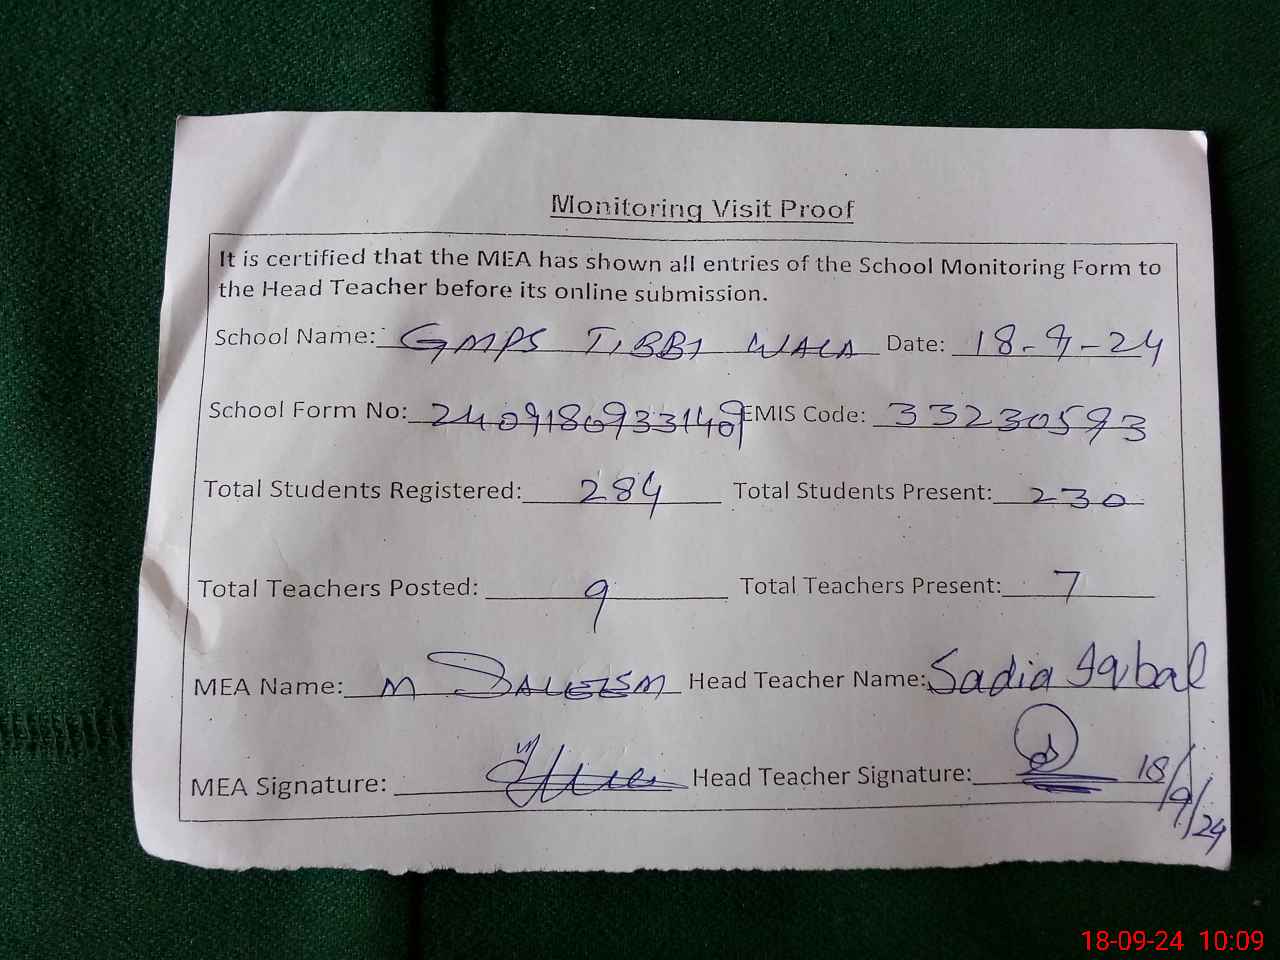 Monitoring Visit Proof
It is certified that the MEA has shown all entries of the School Monitoring Form to
the Head Teacher before its online submission.
School Name: GMPS TIBBI WALA Date: 18-9-24
School Form No: EMIS Code: 33230593
Total Students Registered: 284 Total Students Present: 230
Total Teachers Posted: 9 Total Teachers Present: 7
MEA Name: M SALEEM Head Teacher Name: Sadia Iqbal
MEA Signature: Head Teacher Signature: 18/9/24
18-09-24 10:09